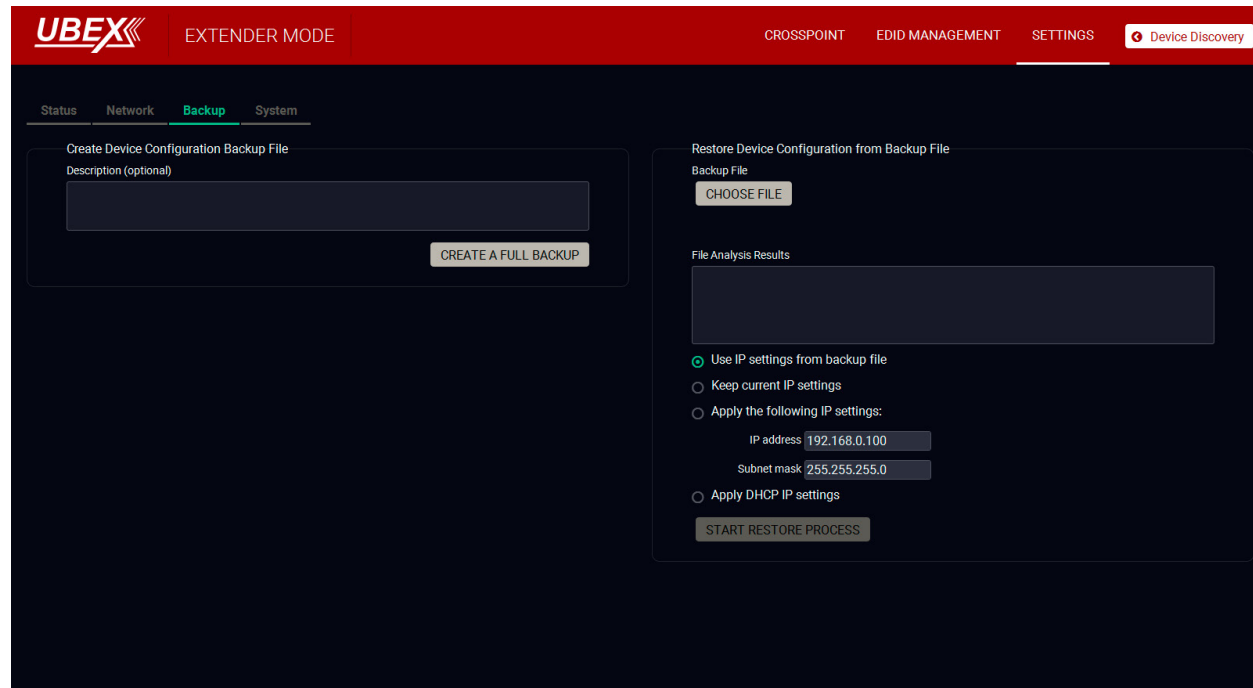 UBEX EXTENDER MODE CROSSPOINT EDID MANAGEMENT SETTINGS Device Discovery
Status Network Backup System
Create Device Configuration Backup File
Description (optional)
CREATE A FULL BACKUP
Restore Device Configuration from Backup File
Backup File
CHOOSE FILE
File Analysis Results
Use IP settings from backup file
Keep current IP settings
Apply the following IP settings:
IP address 192.168.0.100
Subnet mask 255.255.255.0
Apply DHCP IP settings
START RESTORE PROCESS